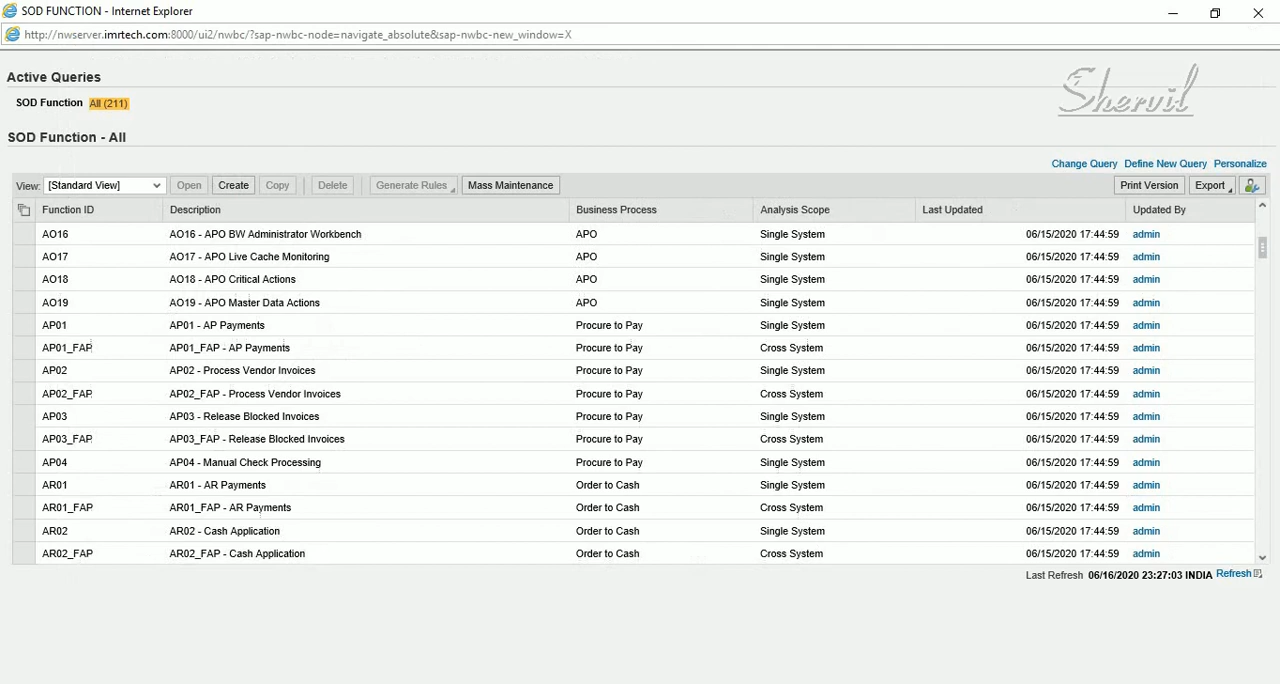 SOD FUNCTION - Internet Explorer
http://nwserver.imrtech.com:8000/ui2/nwbc/?sap-nwbc-node=navigate_absolute&sap-nwbc-new_window=X
Active Queries
Shervil
SOD Function All (211)
SOD Function - All
Change Query Define New Query Personalize
View: [Standard View] Open Create Copy Delete Generate Rules Mass Maintenance Print Version Export
Function ID Description Business Process Analysis Scope Last Updated Updated By
AO16 AO16 - APO BW Administrator Workbench APO Single System 06/15/2020 17:44:59 admin
AO17 AO17 - APO Live Cache Monitoring APO Single System 06/15/2020 17:44:59 admin
AO18 AO18 - APO Critical Actions APO Single System 06/15/2020 17:44:59 admin
AO19 AO19 - APO Master Data Actions APO Single System 06/15/2020 17:44:59 admin
AP01 AP01 - AP Payments Procure to Pay Single System 06/15/2020 17:44:59 admin
AP01_FAP AP01_FAP - AP Payments Procure to Pay Cross System 06/15/2020 17:44:59 admin
AP02 AP02 - Process Vendor Invoices Procure to Pay Single System 06/15/2020 17:44:59 admin
AP02_FAP AP02_FAP - Process Vendor Invoices Procure to Pay Cross System 06/15/2020 17:44:59 admin
AP03 AP03 - Release Blocked Invoices Procure to Pay Single System 06/15/2020 17:44:59 admin
AP03_FAP AP03_FAP - Release Blocked Invoices Procure to Pay Cross System 06/15/2020 17:44:59 admin
AP04 AP04 - Manual Check Processing Procure to Pay Single System 06/15/2020 17:44:59 admin
AR01 AR01 - AR Payments Order to Cash Single System 06/15/2020 17:44:59 admin
AR01_FAP AR01_FAP - AR Payments Order to Cash Cross System 06/15/2020 17:44:59 admin
AR02 AR02 - Cash Application Order to Cash Single System 06/15/2020 17:44:59 admin
AR02_FAP AR02_FAP - Cash Application Order to Cash Cross System 06/15/2020 17:44:59 admin
Last Refresh 06/16/2020 23:27:03 INDIA Refresh